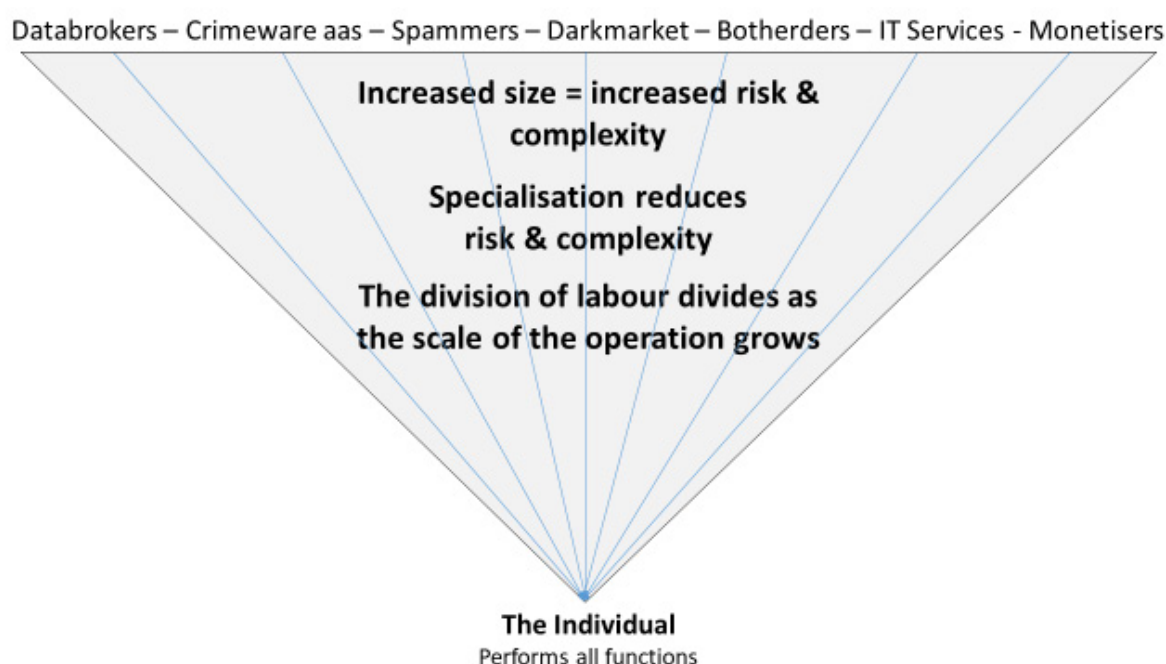 Databrokers – Crimeware aas – Spammers – Darkmarket – Botherders – IT Services - Monetisers
Increased size = increased risk &
complexity
Specialisation reduces
risk & complexity
The division of labour divides as
the scale of the operation grows
The Individual
Performs all functions